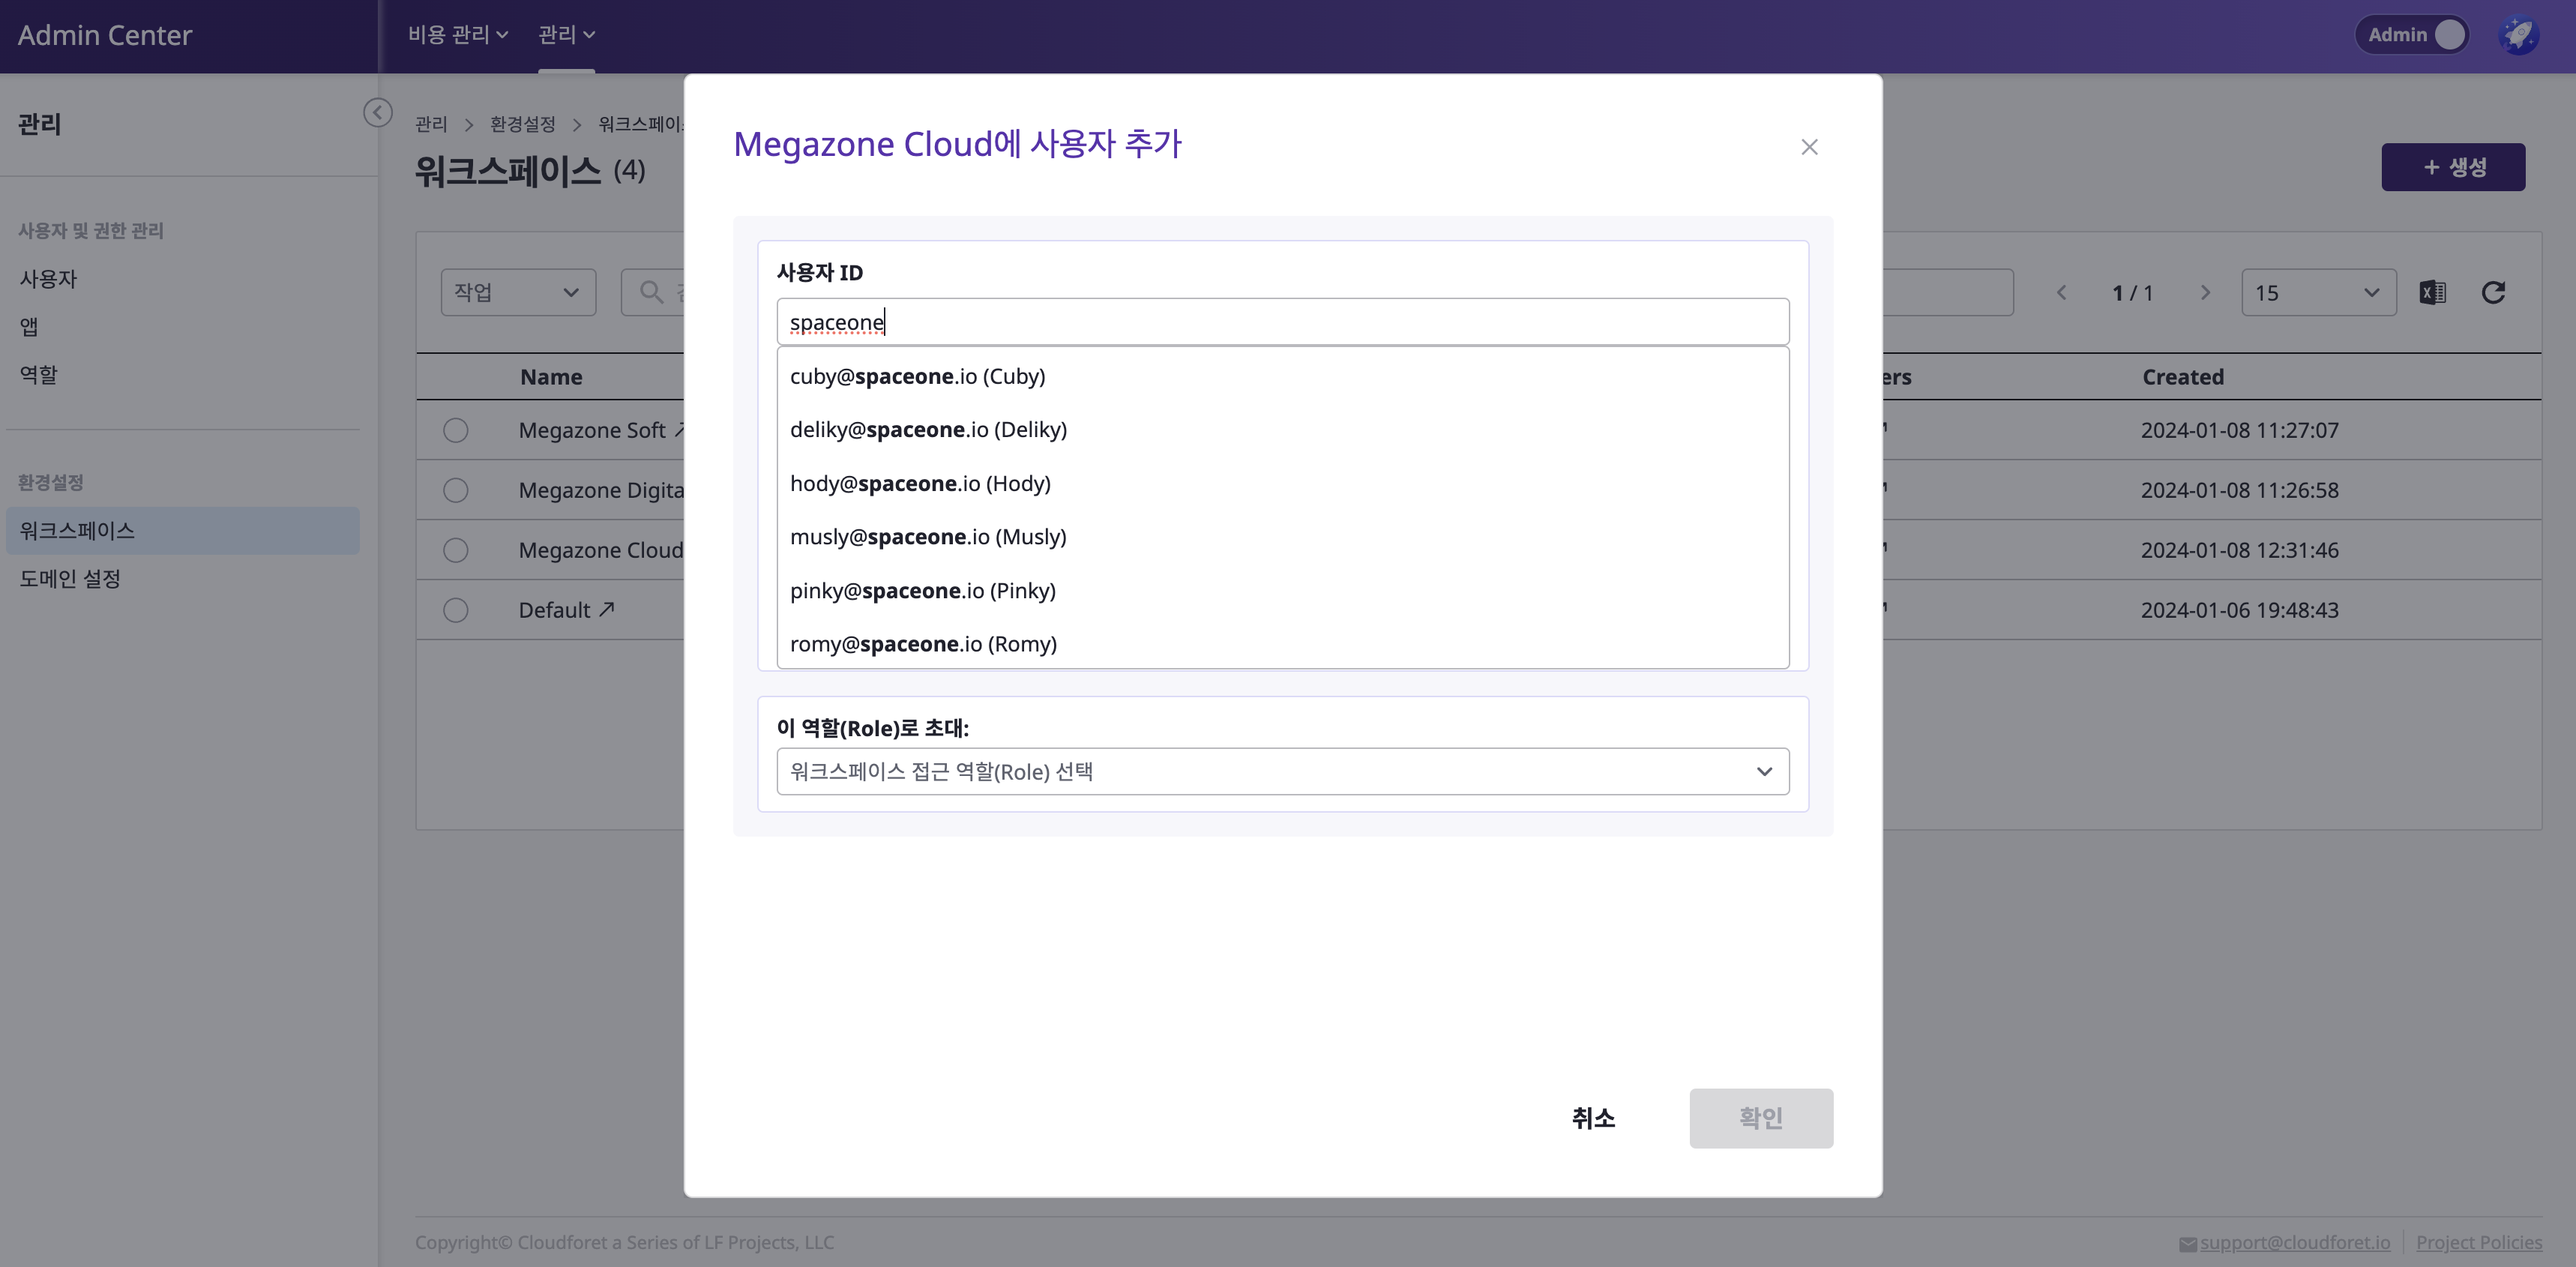 Admin Center
비용 관리
관리
Admin
관리
사용자 및 권한 관리
사용자
앱
역할
환경설정
워크스페이스
도메인 설정
관리 > 환경설정 >
워크스페이스 (4)
+ 생성
작업
1 / 1
15
Name
Created
Megazone Soft
2024-01-08 11:27:07
Megazone Digita
2024-01-08 11:26:58
Megazone Cloud
2024-01-08 12:31:46
Default
2024-01-06 19:48:43
Megazone Cloud에 사용자 추가
사용자 ID
spaceone
cuby@spaceone.io (Cuby)
deliky@spaceone.io (Deliky)
hody@spaceone.io (Hody)
musly@spaceone.io (Musly)
pinky@spaceone.io (Pinky)
romy@spaceone.io (Romy)
이 역할(Role)로 초대:
워크스페이스 접근 역할(Role) 선택
취소
확인
Copyright© Cloudforet a Series of LF Projects, LLC
support@cloudforet.io
Project Policies